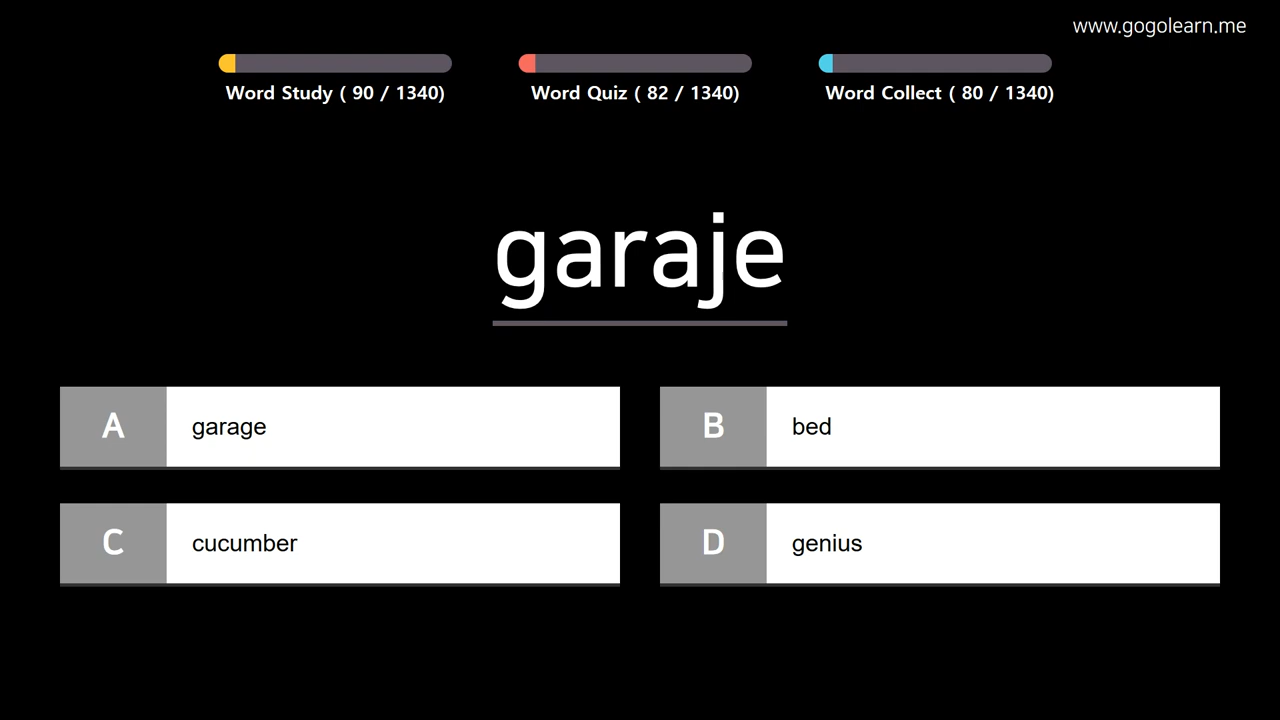 www.gogolearn.me
Word Study ( 90 / 1340)
Word Quiz ( 82 / 1340)
Word Collect ( 80 / 1340)
garaje
A garage
B bed
C cucumber
D genius